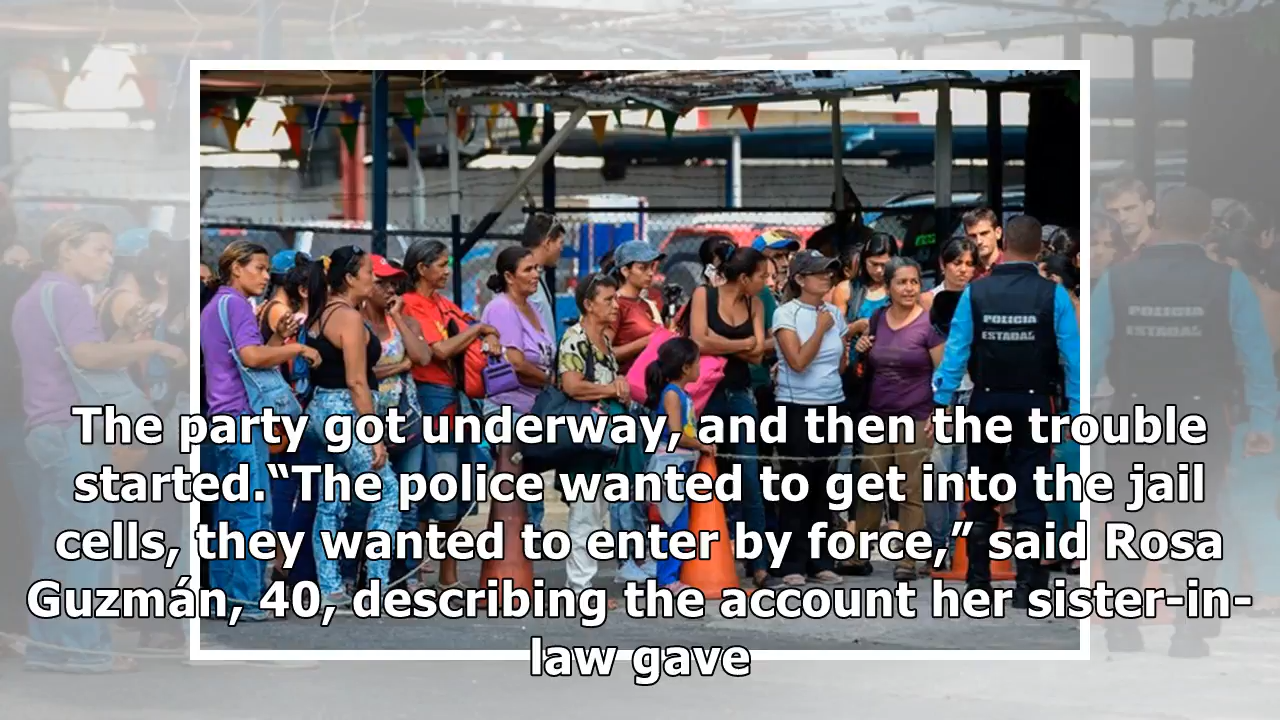 POLICIA
ESTADAL
POLICIA
ESTADAL
The party got underway, and then the trouble
started.“The police wanted to get into the jail
cells, they wanted to enter by force,” said Rosa
Guzmán, 40, describing the account her sister-in-
law gave